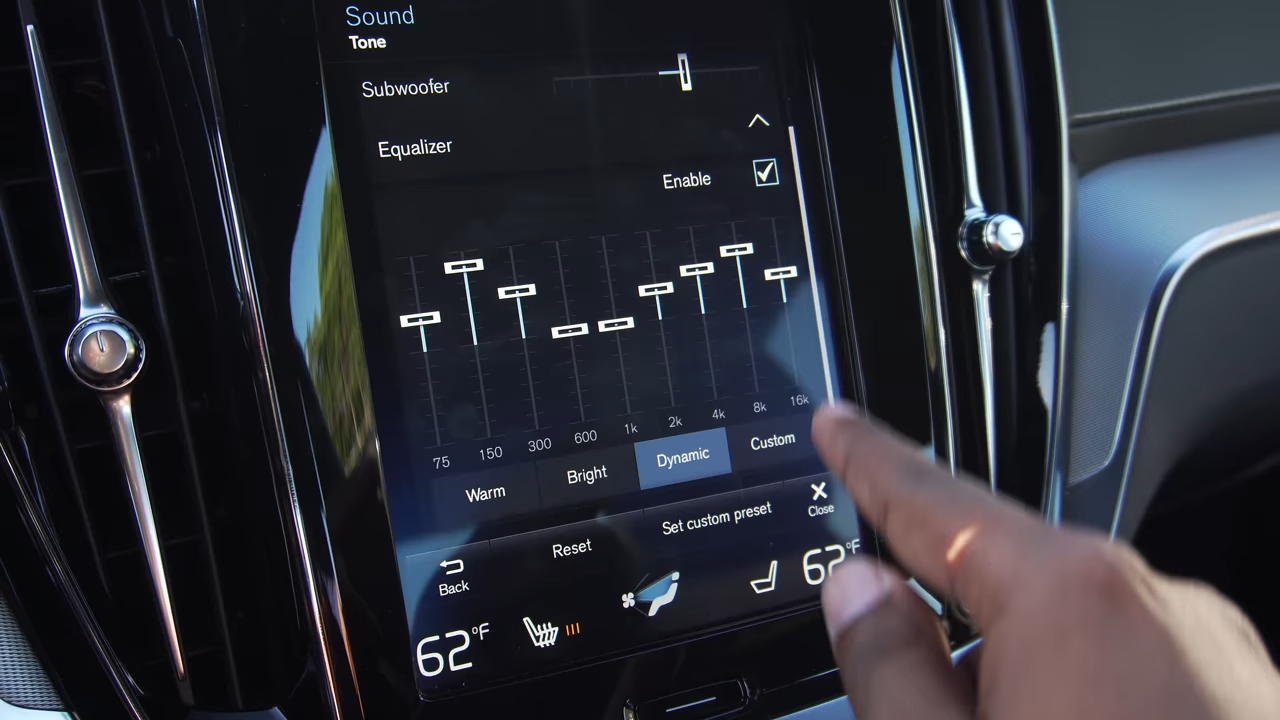 Sound
Tone
Subwoofer
Equalizer
Enable
75 150 300 600 1k 2k 4k 8k 16k
Warm Bright Dynamic Custom
Back Reset Set custom preset Close
62°F 62°F